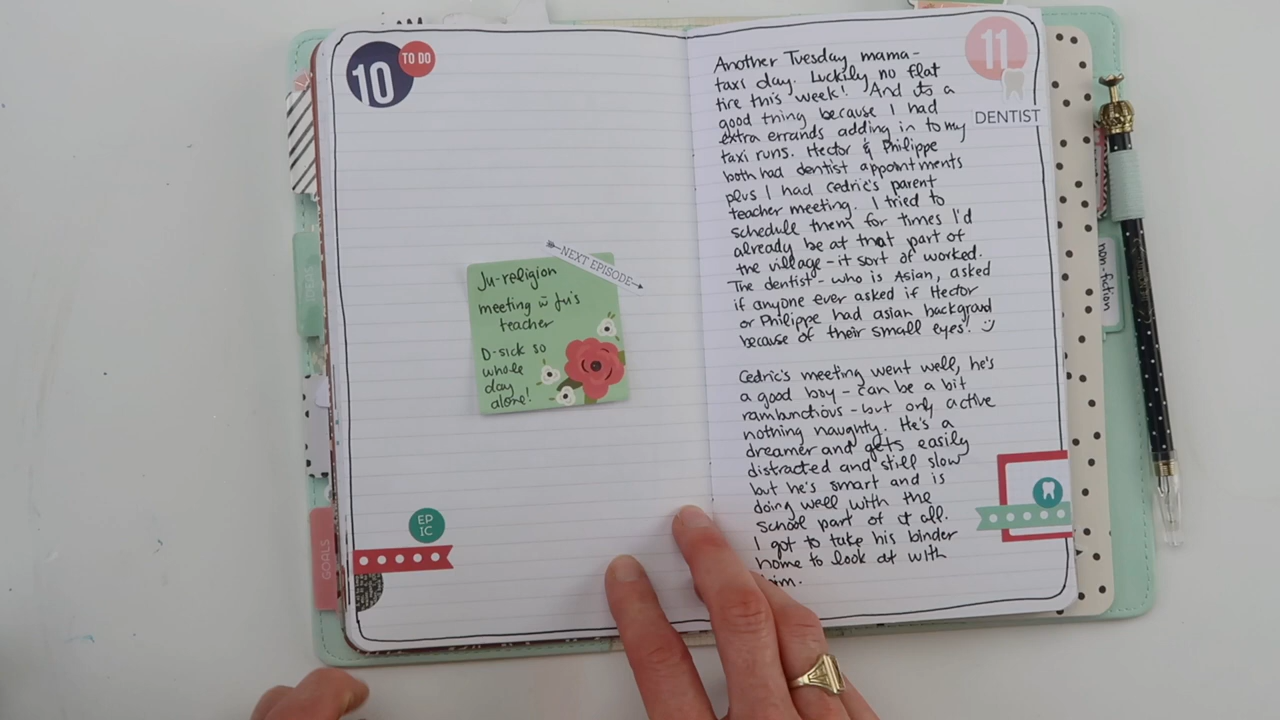 10
TO DO
NEXT EPISODE
Ju-religion
meeting w̄ Ju's
teacher
D-sick so
whole
day
alone!
EP
IC
IDEAS
GOALS
11
DENTIST
Another Tuesday mama-
taxi day. Luckily no flat
tire this week! And its a
good thing because I had
extra errands adding in to my
taxi runs. Hector & Philippe
both had dentist appointments
plus I had Cedric's parent
teacher meeting. I tried to
schedule them for times I'd
already be at that part of
the village - it sort of worked.
The dentist - who is Asian, asked
if anyone ever asked if Hector
or Philippe had asian background
because of their small eyes! :)
Cedric's meeting went well, he's
a good boy - can be a bit
rambunctious - but only active
nothing naughty. He's a
dreamer and gets easily
distracted and still slow
but he's smart and is
doing well with the
school part of it all.
I got to take his binder
home to look at with
him.
non-fiction